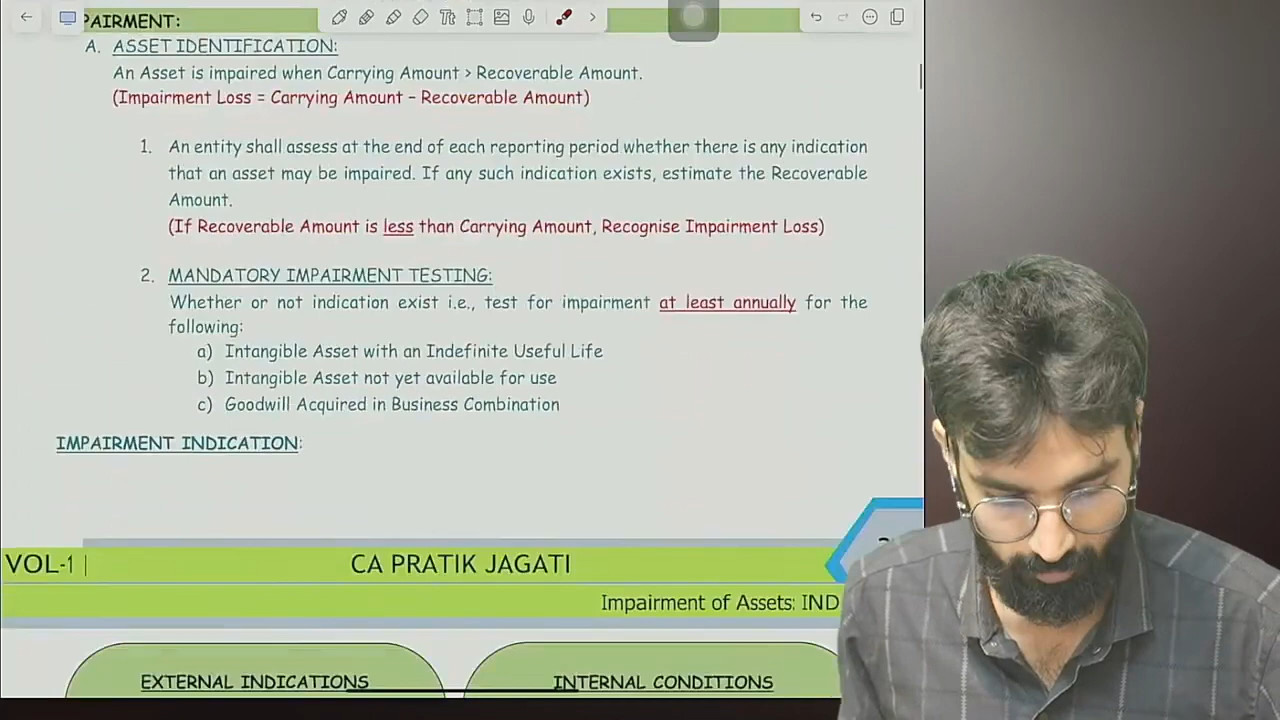 PAIRMENT:
A. ASSET IDENTIFICATION:
An Asset is impaired when Carrying Amount > Recoverable Amount.
(Impairment Loss = Carrying Amount – Recoverable Amount)
1. An entity shall assess at the end of each reporting period whether there is any indication
that an asset may be impaired. If any such indication exists, estimate the Recoverable
Amount.
(If Recoverable Amount is less than Carrying Amount, Recognise Impairment Loss)
2. MANDATORY IMPAIRMENT TESTING:
Whether or not indication exist i.e., test for impairment at least annually for the
following:
a) Intangible Asset with an Indefinite Useful Life
b) Intangible Asset not yet available for use
c) Goodwill Acquired in Business Combination
IMPAIRMENT INDICATION:
VOL-1 | CA PRATIK JAGATI
Impairment of Assets: IND
EXTERNAL INDICATIONS INTERNAL CONDITIONS